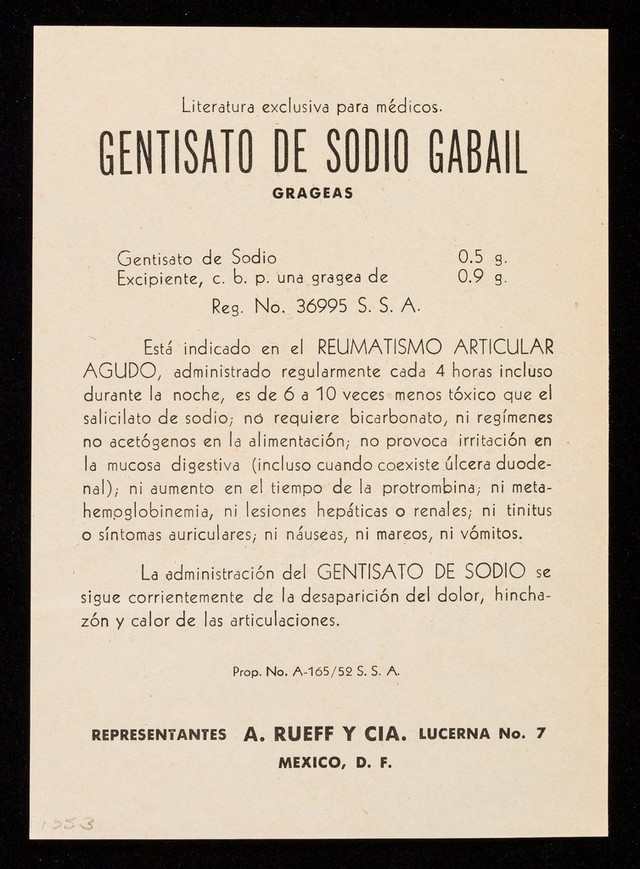 Literatura exclusiva para médicos.
GENTISATO DE SODIO GABAIL
GRAGEAS
Gentisato de Sodio 0.5 g.
Excipiente, c. b. p. una gragea de 0.9 g.
Reg. No. 36995 S. S. A.
Está indicado en el REUMATISMO ARTICULAR
AGUDO, administrado regularmente cada 4 horas incluso
durante la noche, es de 6 a 10 veces menos tóxico que el
salicilato de sodio; no requiere bicarbonato, ni regímenes
no acetógenos en la alimentación; no provoca irritación en
la mucosa digestiva (incluso cuando coexiste úlcera duode-
nal); ni aumento en el tiempo de la protrombina; ni meta-
hemoglobinemia, ni lesiones hepáticas o renales; ni tinitus
o síntomas auriculares; ni náuseas, ni mareos, ni vómitos.
La administración del GENTISATO DE SODIO se
sigue corrientemente de la desaparición del dolor, hincha-
zón y calor de las articulaciones.
Prop. No. A-165/52 S. S. A.
REPRESENTANTES A. RUEFF Y CIA. LUCERNA No. 7
MEXICO, D. F.
1953